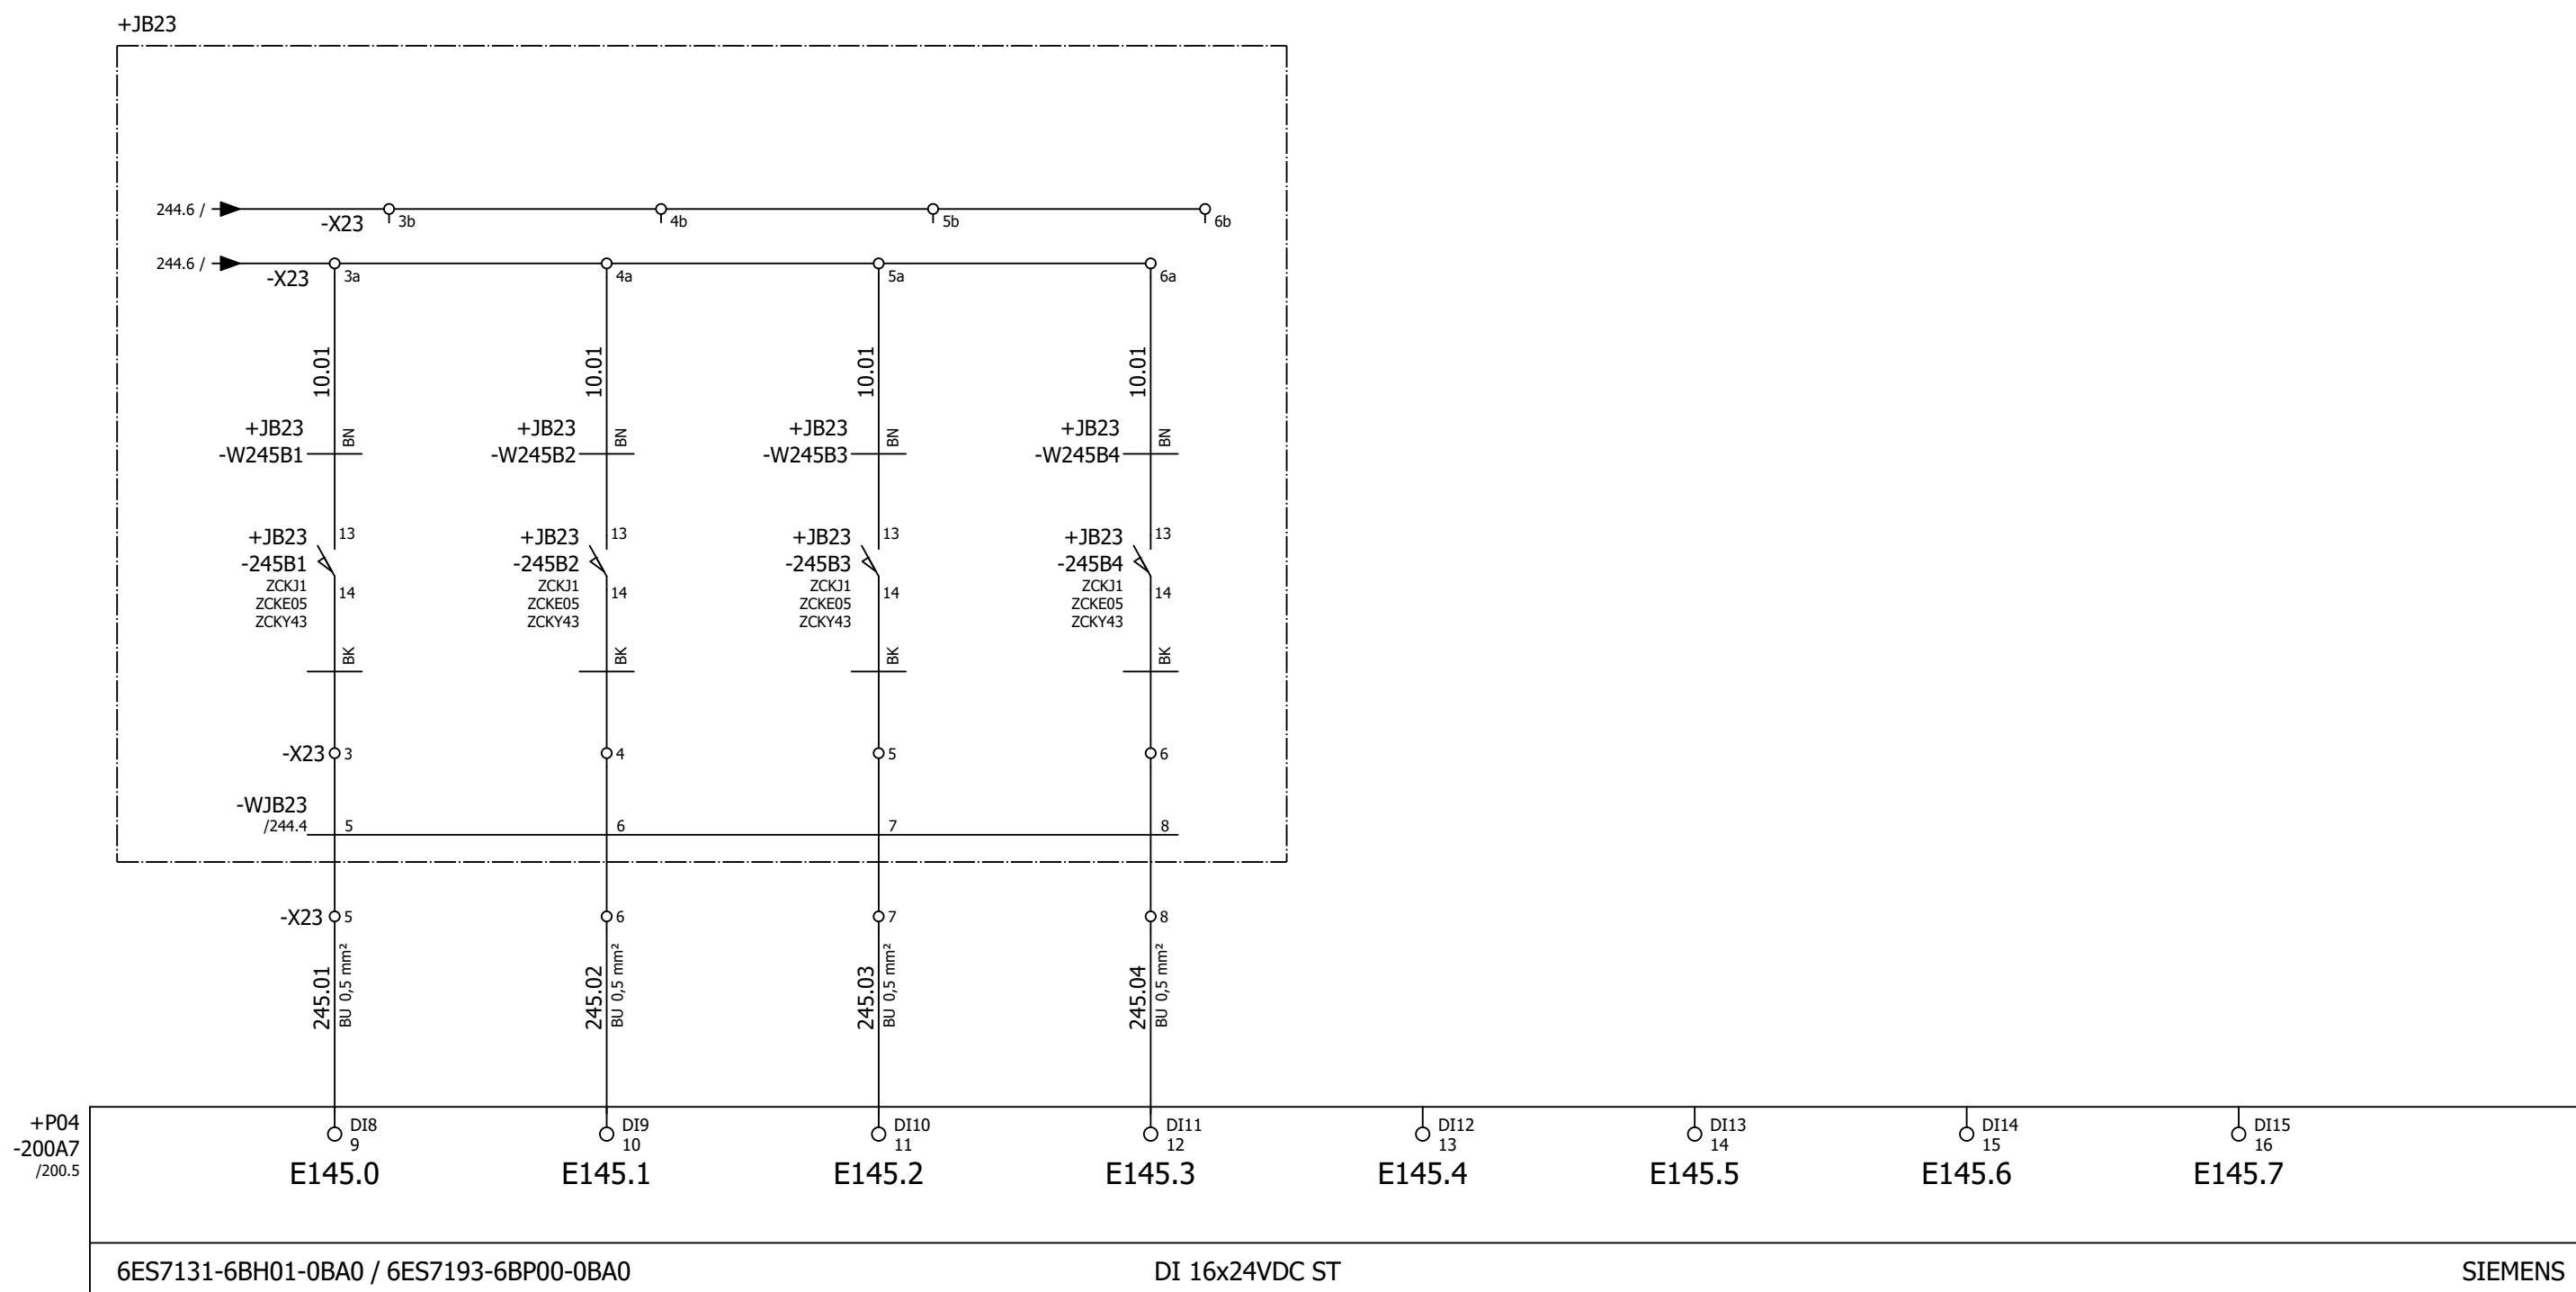 +JB23
244.6 /
-X23
3b
4b
5b
6b
244.6 /
-X23
3a
4a
5a
6a
10.01
10.01
10.01
10.01
+JB23
-W245B1
BN
+JB23
-W245B2
BN
+JB23
-W245B3
BN
+JB23
-W245B4
BN
+JB23
-245B1
ZCKJ1
ZCKE05
ZCKY43
13
14
+JB23
-245B2
ZCKJ1
ZCKE05
ZCKY43
13
14
+JB23
-245B3
ZCKJ1
ZCKE05
ZCKY43
13
14
+JB23
-245B4
ZCKJ1
ZCKE05
ZCKY43
13
14
BK
BK
BK
BK
-X23
3
4
5
6
-WJB23
/244.4
5
6
7
8
-X23
5
6
7
8
245.01
BU 0,5 mm²
245.02
BU 0,5 mm²
245.03
BU 0,5 mm²
245.04
BU 0,5 mm²
+P04
-200A7
/200.5
DI8
9
E145.0
DI9
10
E145.1
DI10
11
E145.2
DI11
12
E145.3
DI12
13
E145.4
DI13
14
E145.5
DI14
15
E145.6
DI15
16
E145.7
6ES7131-6BH01-0BA0 / 6ES7193-6BP00-0BA0
DI 16x24VDC ST
SIEMENS